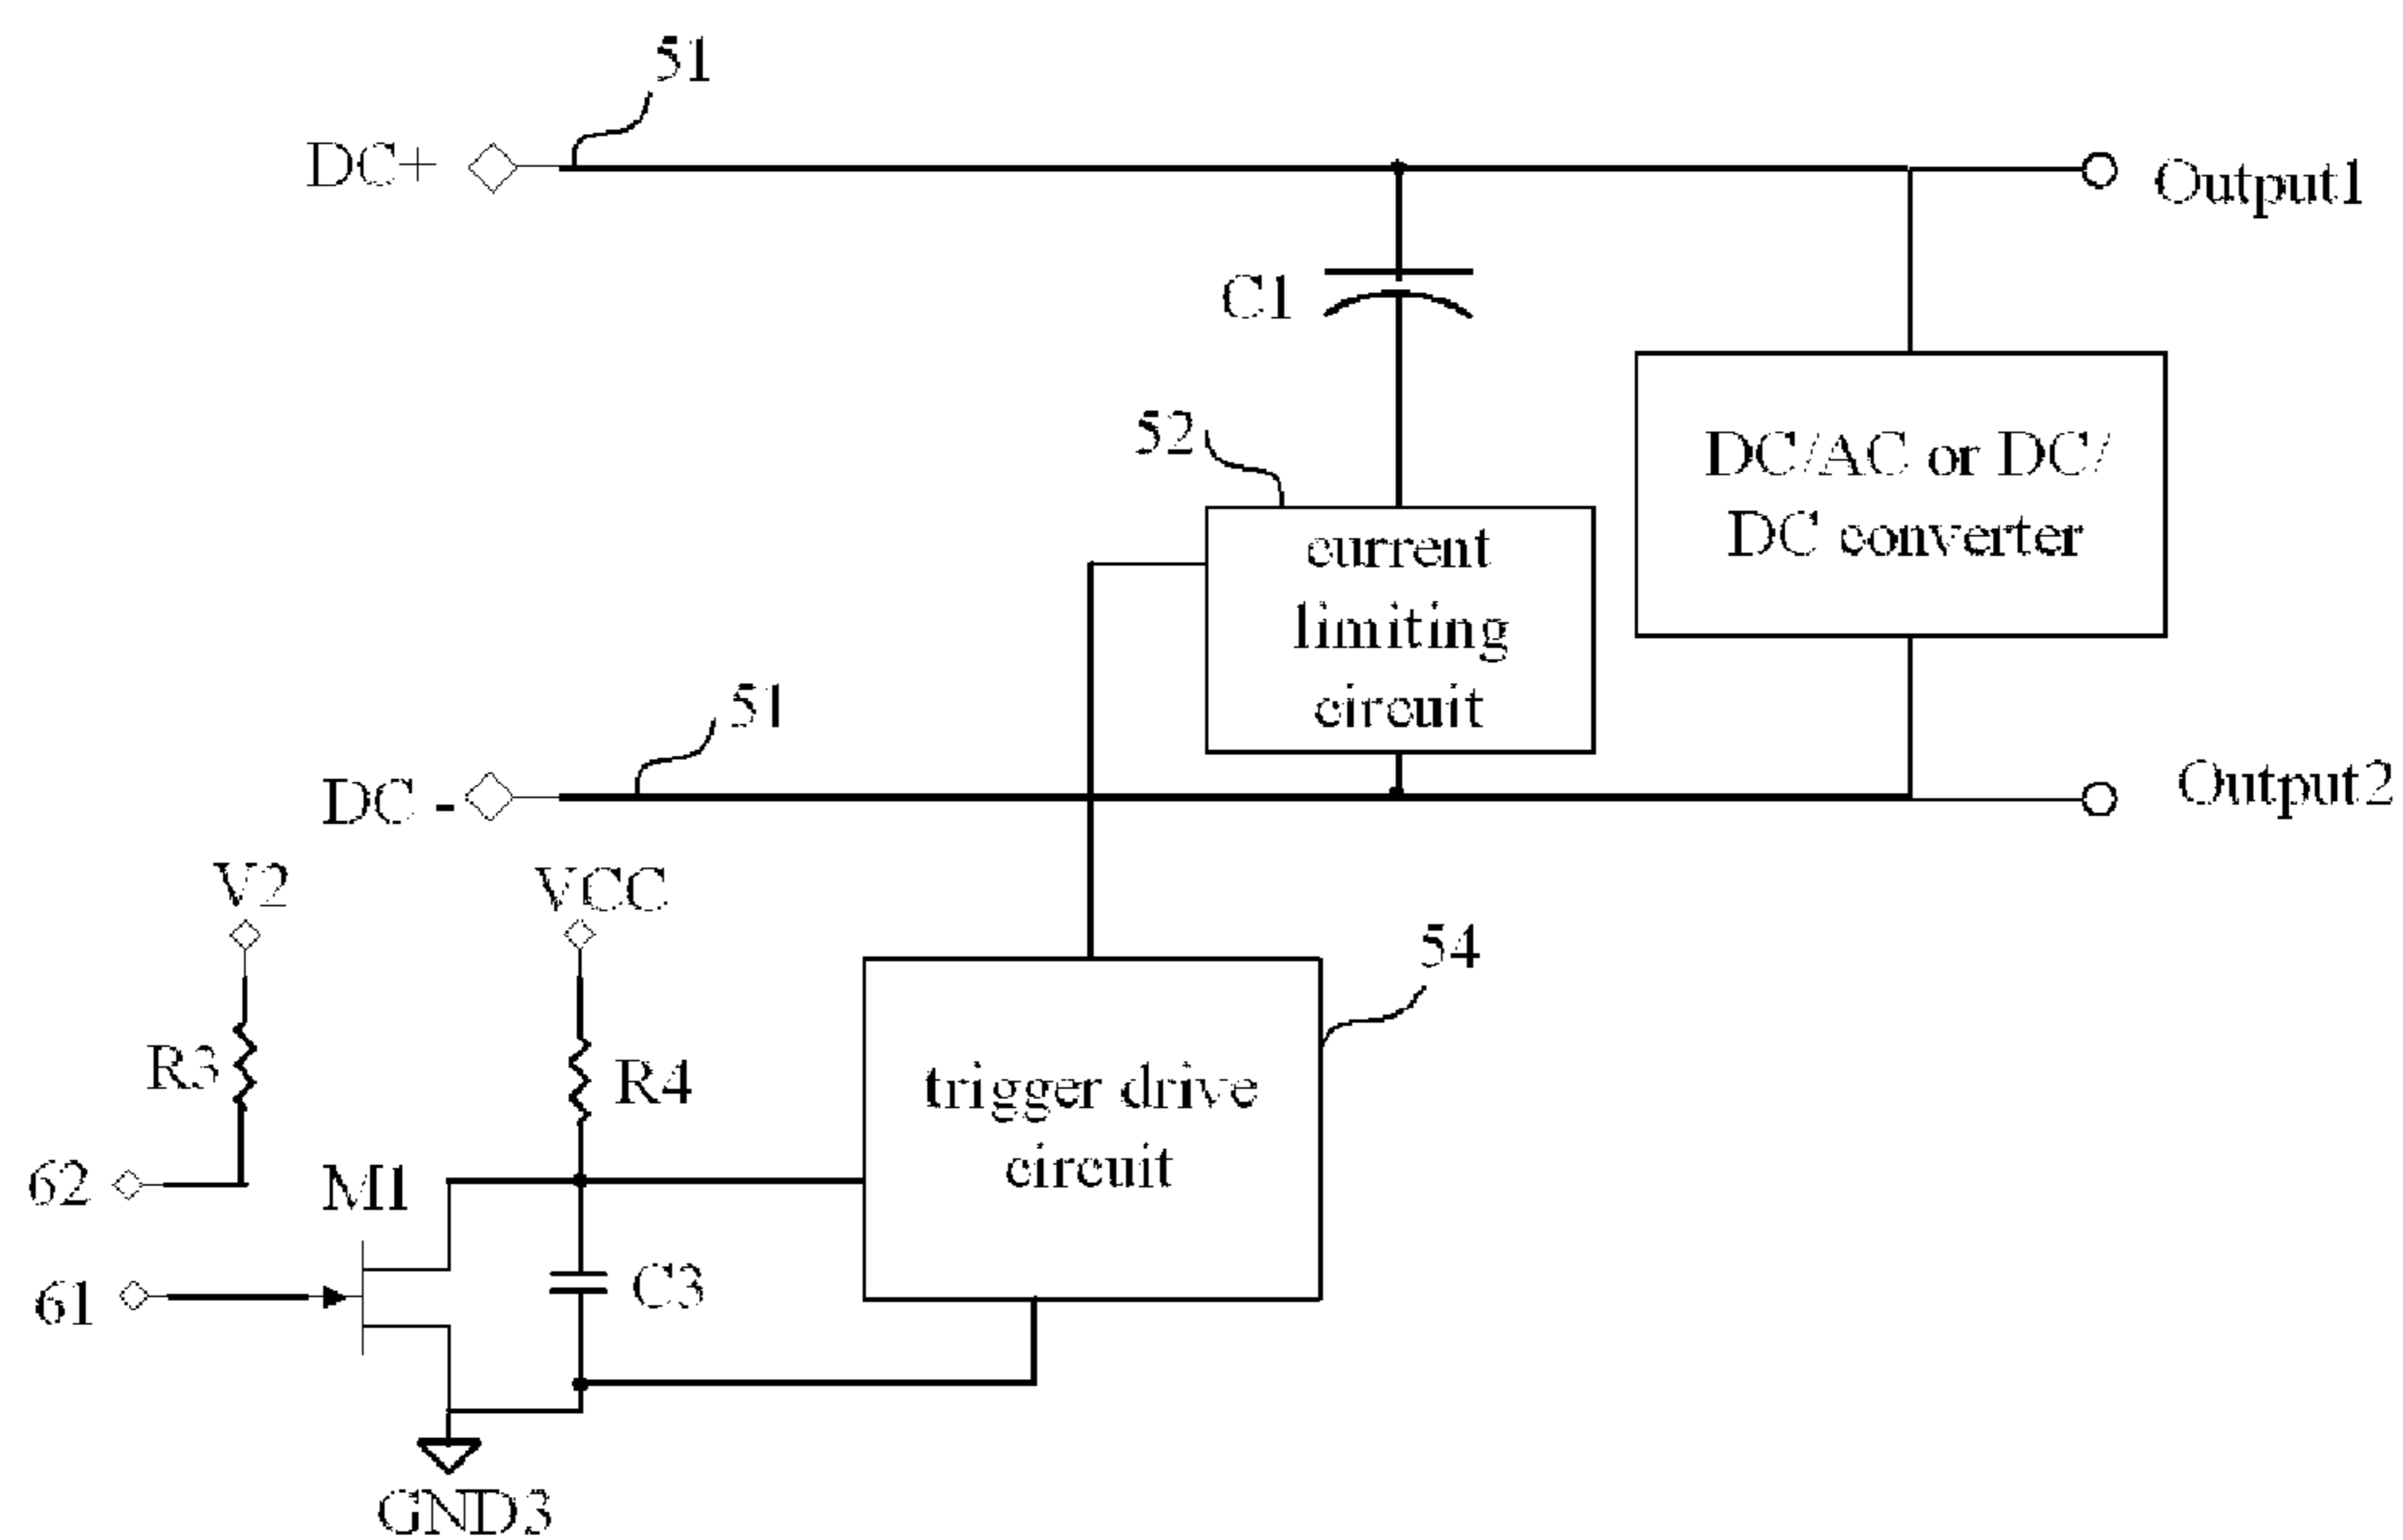 51
DC+
Output1
C1
52
DC/AC or DC/
DC converter
current
limiting
circuit
51
DC -
Output2
V2
VCC
54
R3
R4
trigger drive
circuit
62
M1
61
C3
GND3